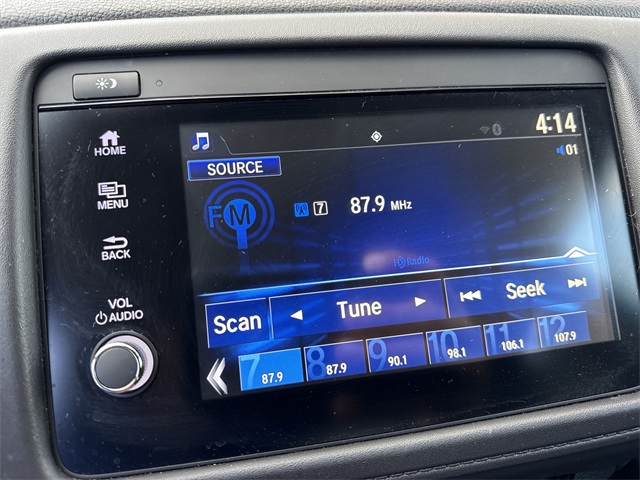 HOME
MENU
BACK
VOL
AUDIO
4:14
01
SOURCE
FM
7
87.9 MHz
HD Radio
Scan
Tune
Seek
7 87.9
8 87.9
9 90.1
10 98.1
11 106.1
12 107.9